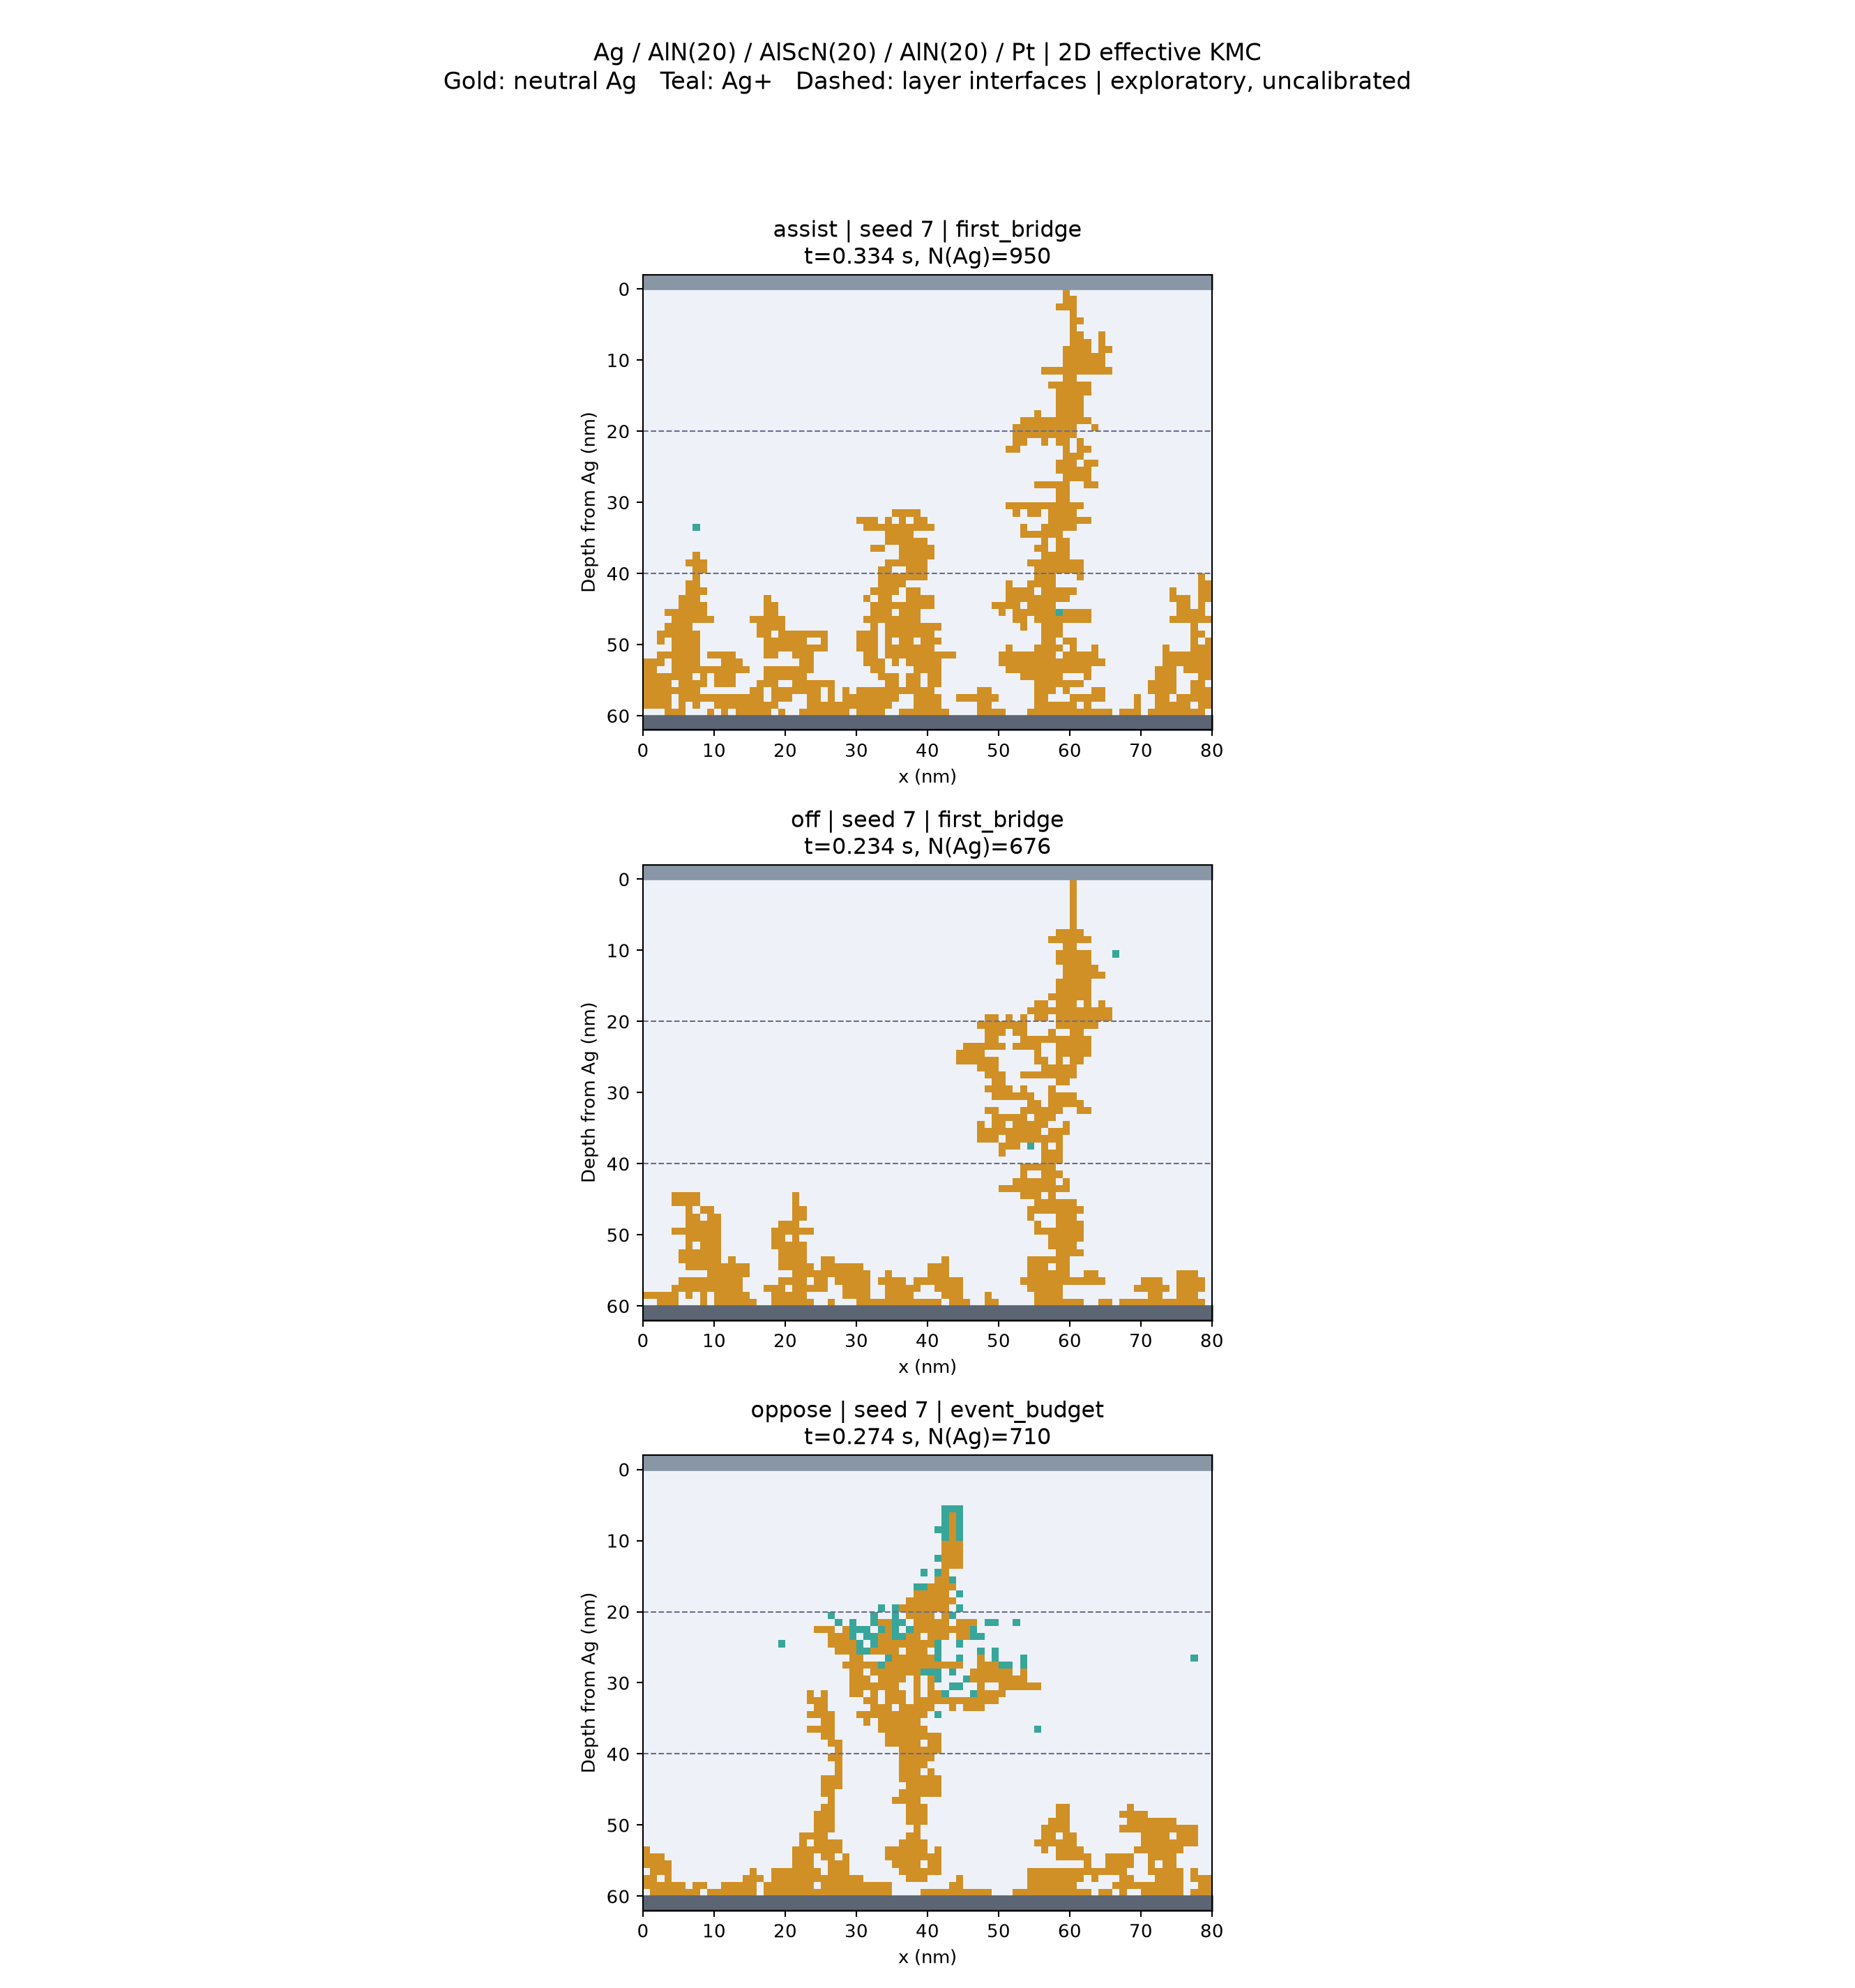 Ag / AlN(20) / AlScN(20) / AlN(20) / Pt | 2D effective KMC
Gold: neutral Ag   Teal: Ag+   Dashed: layer interfaces | exploratory, uncalibrated
assist | seed 7 | first_bridge
t=0.334 s, N(Ag)=950
0
10
20
30
40
50
60
Depth from Ag (nm)
0 10 20 30 40 50 60 70 80
x (nm)
off | seed 7 | first_bridge
t=0.234 s, N(Ag)=676
0
10
20
30
40
50
60
Depth from Ag (nm)
0 10 20 30 40 50 60 70 80
x (nm)
oppose | seed 7 | event_budget
t=0.274 s, N(Ag)=710
0
10
20
30
40
50
60
Depth from Ag (nm)
0 10 20 30 40 50 60 70 80
x (nm)